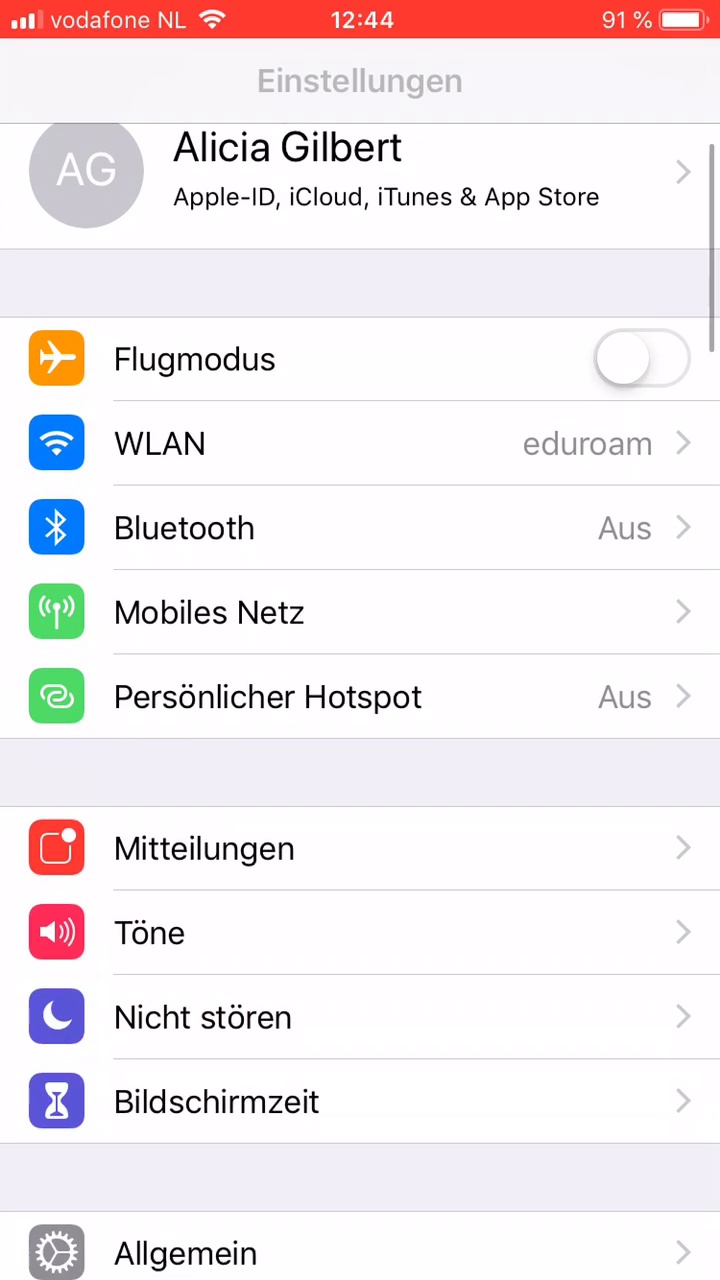 vodafone NL 12:44 91 %
Einstellungen
AG
Alicia Gilbert
Apple-ID, iCloud, iTunes & App Store
Flugmodus
WLAN eduroam
Bluetooth Aus
Mobiles Netz
Persönlicher Hotspot Aus
Mitteilungen
Töne
Nicht stören
Bildschirmzeit
Allgemein